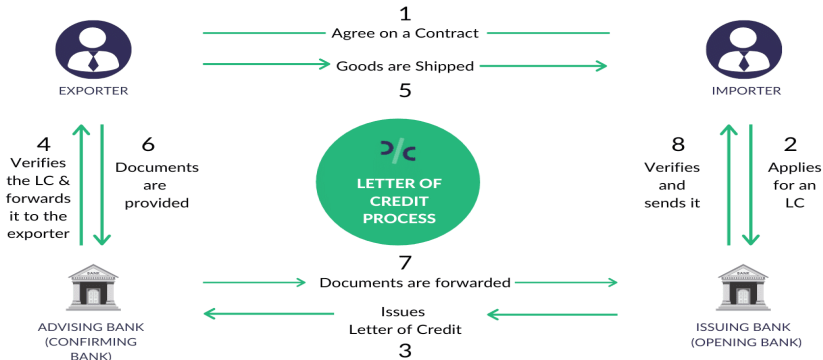 1
Agree on a Contract
Goods are Shipped
5
EXPORTER
IMPORTER
4
Verifies
the LC &
forwards
it to the
exporter
6
Documents
are
provided
LETTER OF
CREDIT
PROCESS
8
Verifies
and
sends it
2
Applies
for an
LC
7
Documents are forwarded
Issues
Letter of Credit
3
BANK
ADVISING BANK
(CONFIRMING
BANK)
BANK
ISSUING BANK
(OPENING BANK)